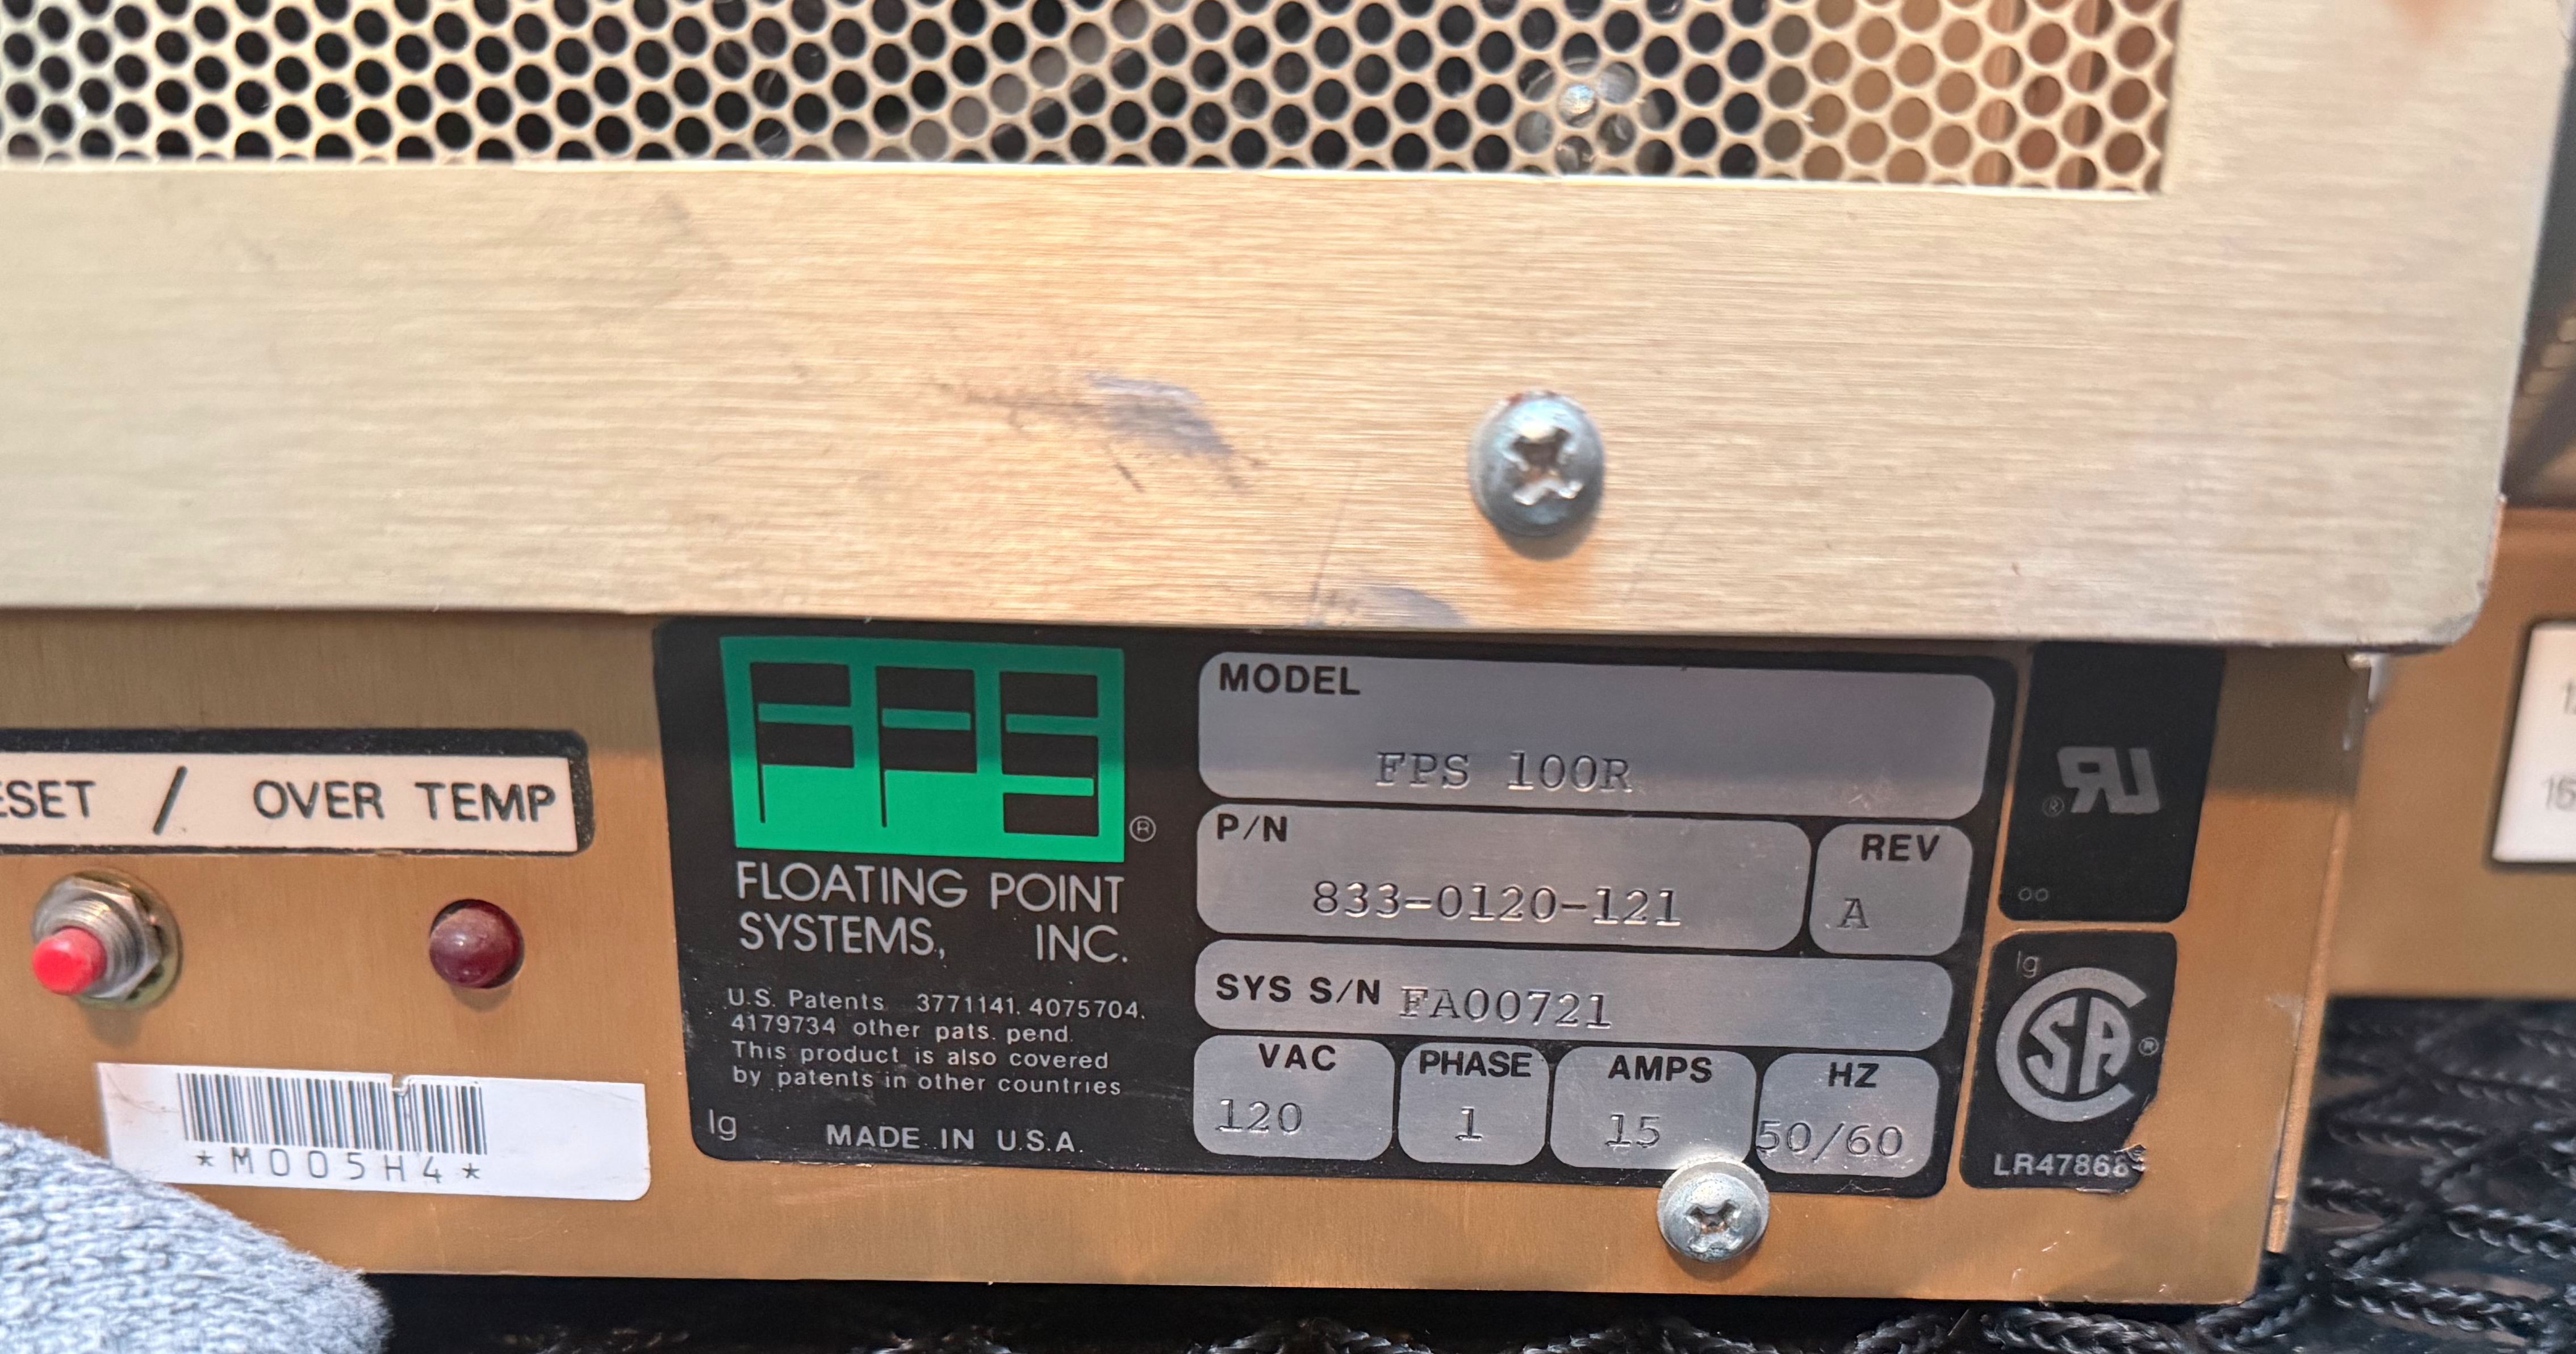 ESET / OVER TEMP
*M005H4*
FPS ®
FLOATING POINT
SYSTEMS, INC.
U.S. Patents 3771141. 4075704.
4179734 other pats. pend.
This product is also covered
by patents in other countries
lg MADE IN U.S.A.
MODEL
FPS 100R
P/N
833-0120-121
REV
A
SYS S/N FA00721
VAC
120
PHASE
1
AMPS
15
HZ
50/60
RU ®
lg
SA ®